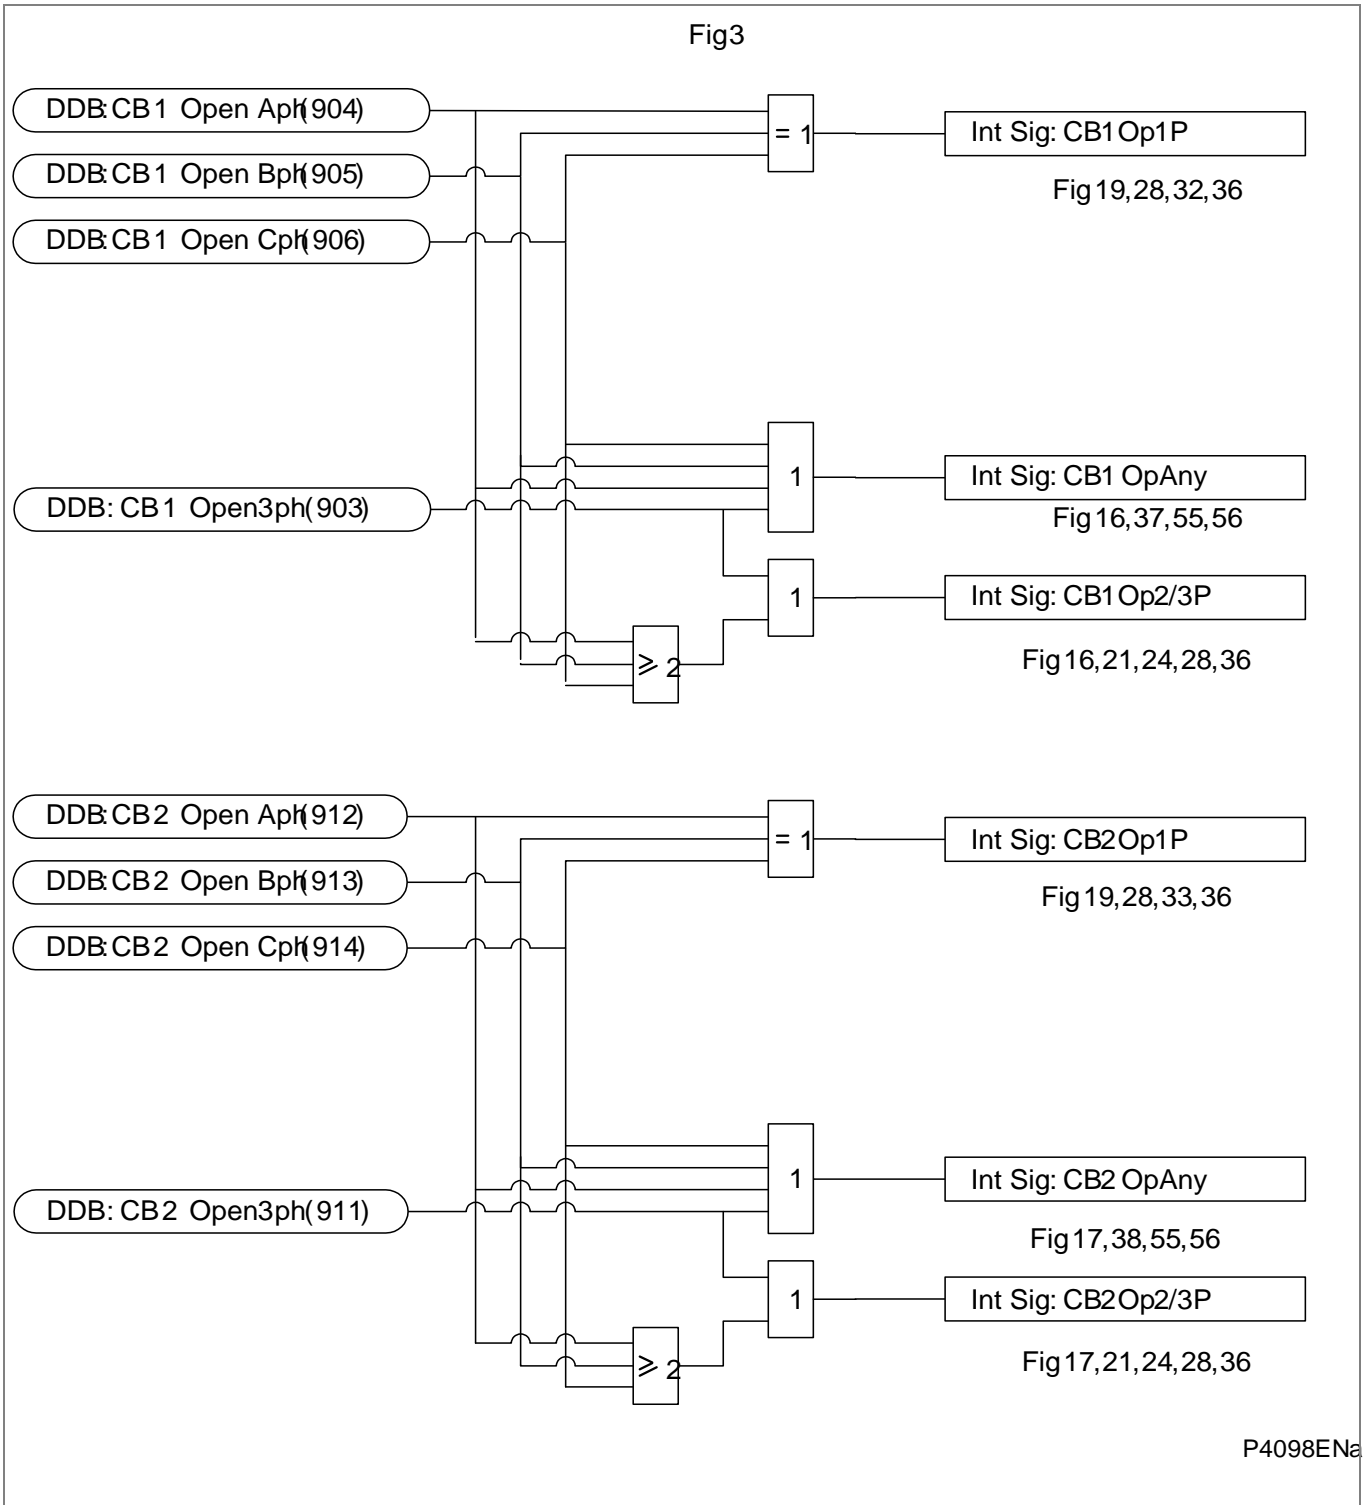 Fig3
DDB:CB1 Open Aph(904)
DDB:CB1 Open Bph(905)
DDB:CB1 Open Cph(906)
= 1
Int Sig: CB1Op1P
Fig19,28,32,36
DDB: CB1 Open3ph(903)
1
Int Sig: CB1 OpAny
Fig16,37,55,56
1
Int Sig: CB1Op2/3P
≥ 2
Fig16,21,24,28,36
DDB:CB2 Open Aph(912)
DDB:CB2 Open Bph(913)
DDB:CB2 Open Cph(914)
= 1
Int Sig: CB2Op1P
Fig19,28,33,36
DDB: CB2 Open3ph(911)
1
Int Sig: CB2 OpAny
Fig17,38,55,56
1
Int Sig: CB2Op2/3P
≥ 2
Fig17,21,24,28,36
P4098ENa